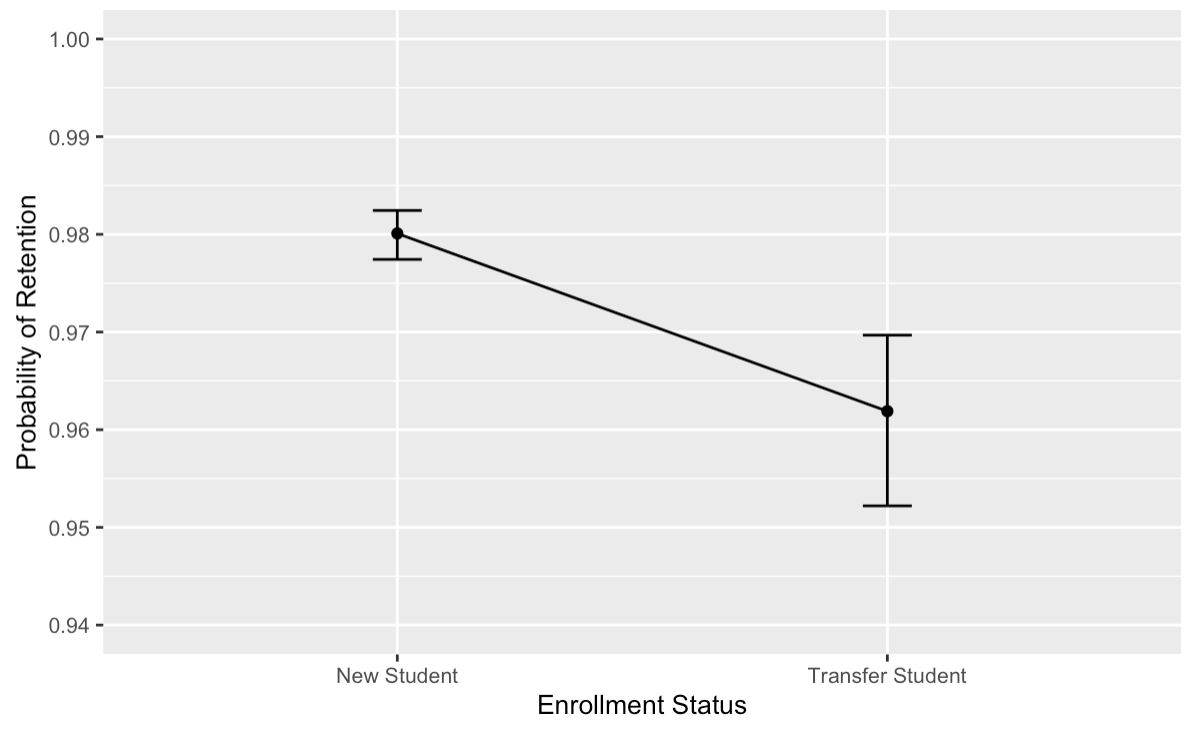 1.00
0.99
0.98
0.97
0.96
0.95
0.94
Probability of Retention
New Student
Transfer Student
Enrollment Status